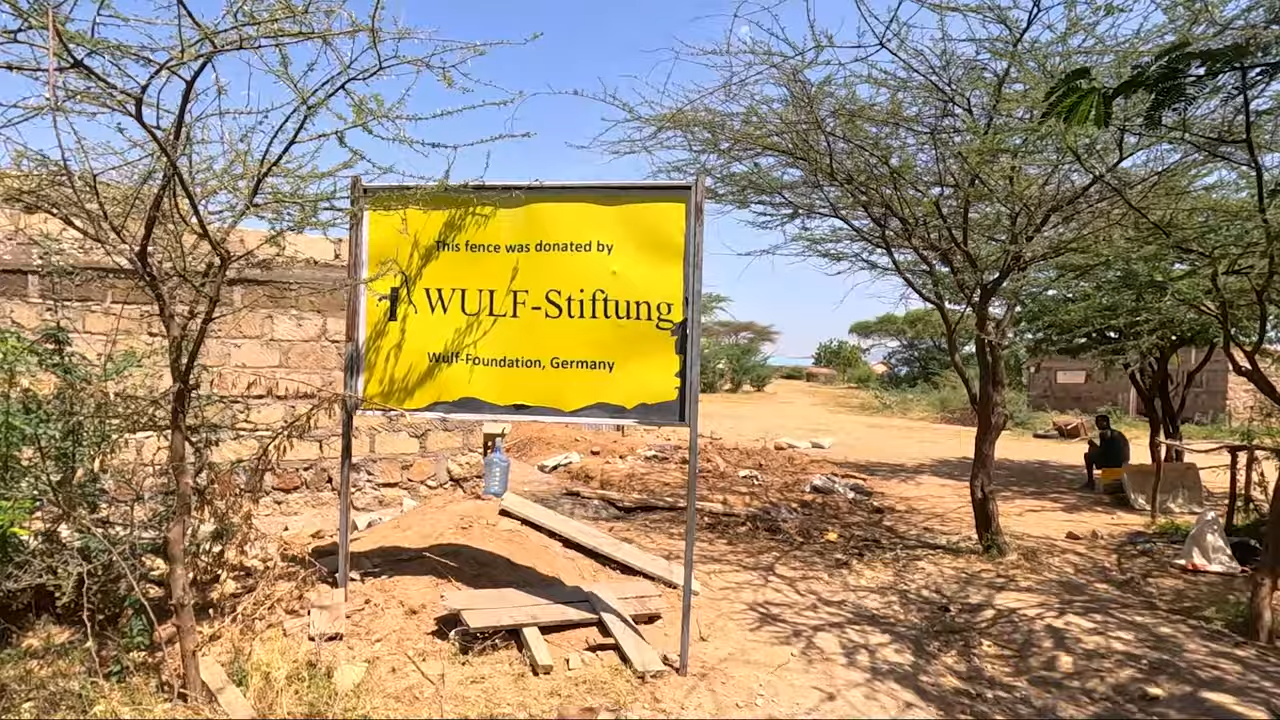 This fence was donated by
WULF-Stiftung
Wulf-Foundation, Germany